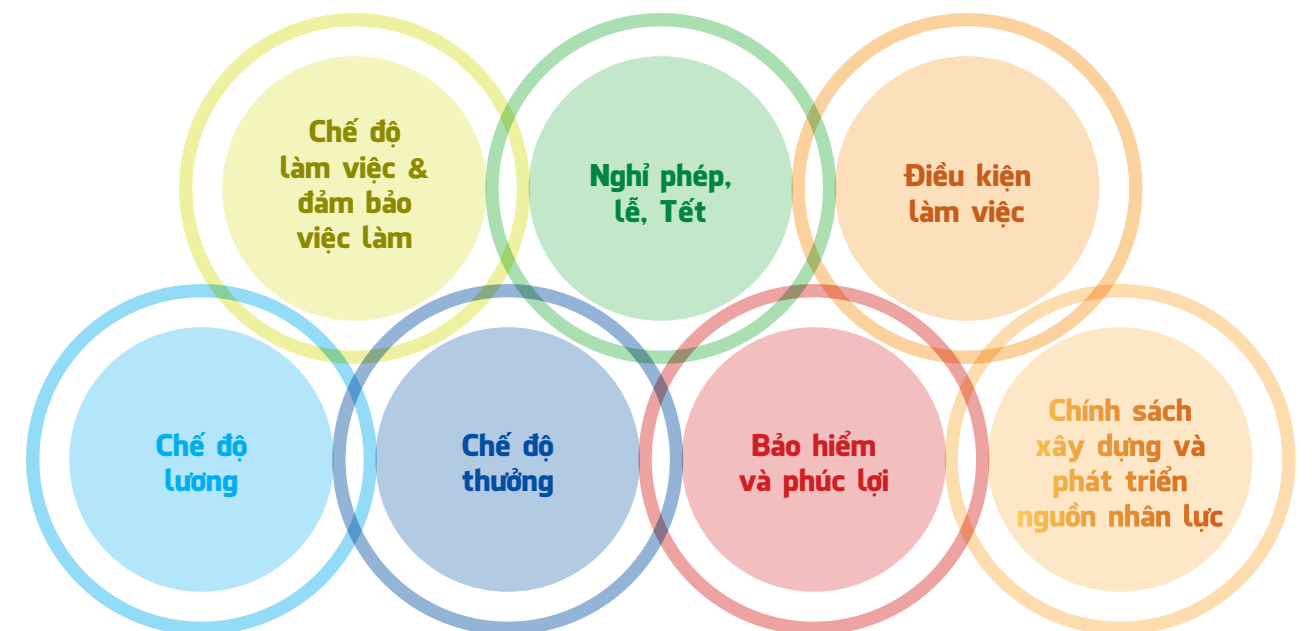 Chế độ
làm việc &
đảm bảo
việc làm
Nghỉ phép,
lễ, Tết
Điều kiện
làm việc
Chế độ
lương
Chế độ
thưởng
Bảo hiểm
và phúc lợi
Chính sách
xây dựng và
phát triển
nguồn nhân lực